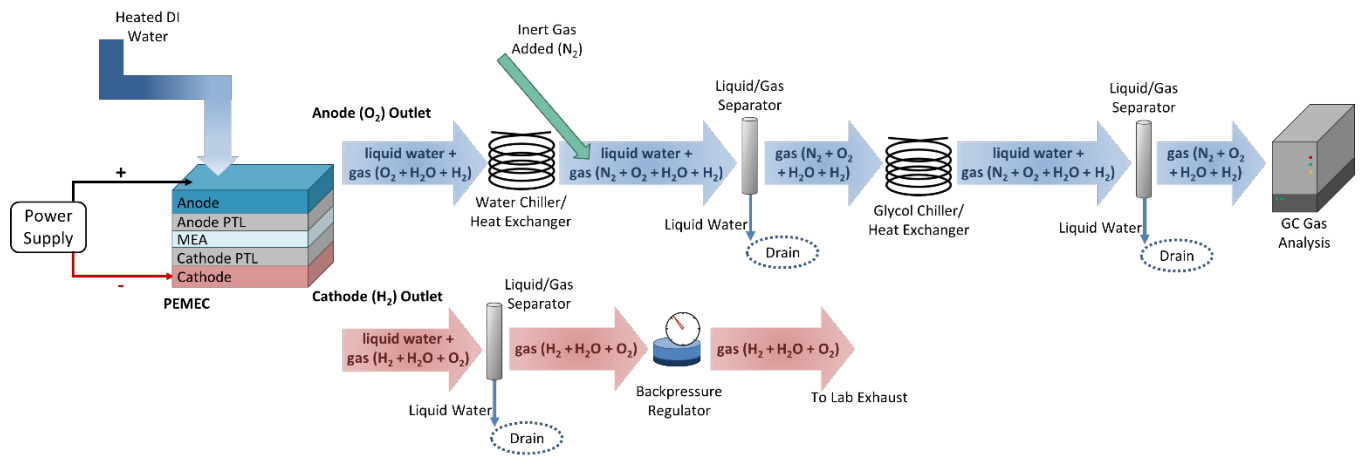 Heated DI
Water
Inert Gas
Added (N₂)
Anode (O₂) Outlet
liquid water +
gas (O₂ + H₂O + H₂)
Water Chiller/
Heat Exchanger
liquid water +
gas (N₂ + O₂ + H₂O + H₂)
Liquid/Gas
Separator
Liquid Water
Drain
gas (N₂ + O₂
+ H₂O + H₂)
Glycol Chiller/
Heat Exchanger
liquid water +
gas (N₂ + O₂ + H₂O + H₂)
Liquid/Gas
Separator
Liquid Water
Drain
gas (N₂ + O₂
+ H₂O + H₂)
GC Gas
Analysis
+
Power
Supply
-
Anode
Anode PTL
MEA
Cathode PTL
Cathode
PEMEC
Cathode (H₂) Outlet
liquid water +
gas (H₂ + H₂O + O₂)
Liquid/Gas
Separator
Liquid Water
Drain
gas (H₂ + H₂O + O₂)
Backpressure
Regulator
gas (H₂ + H₂O + O₂)
To Lab Exhaust